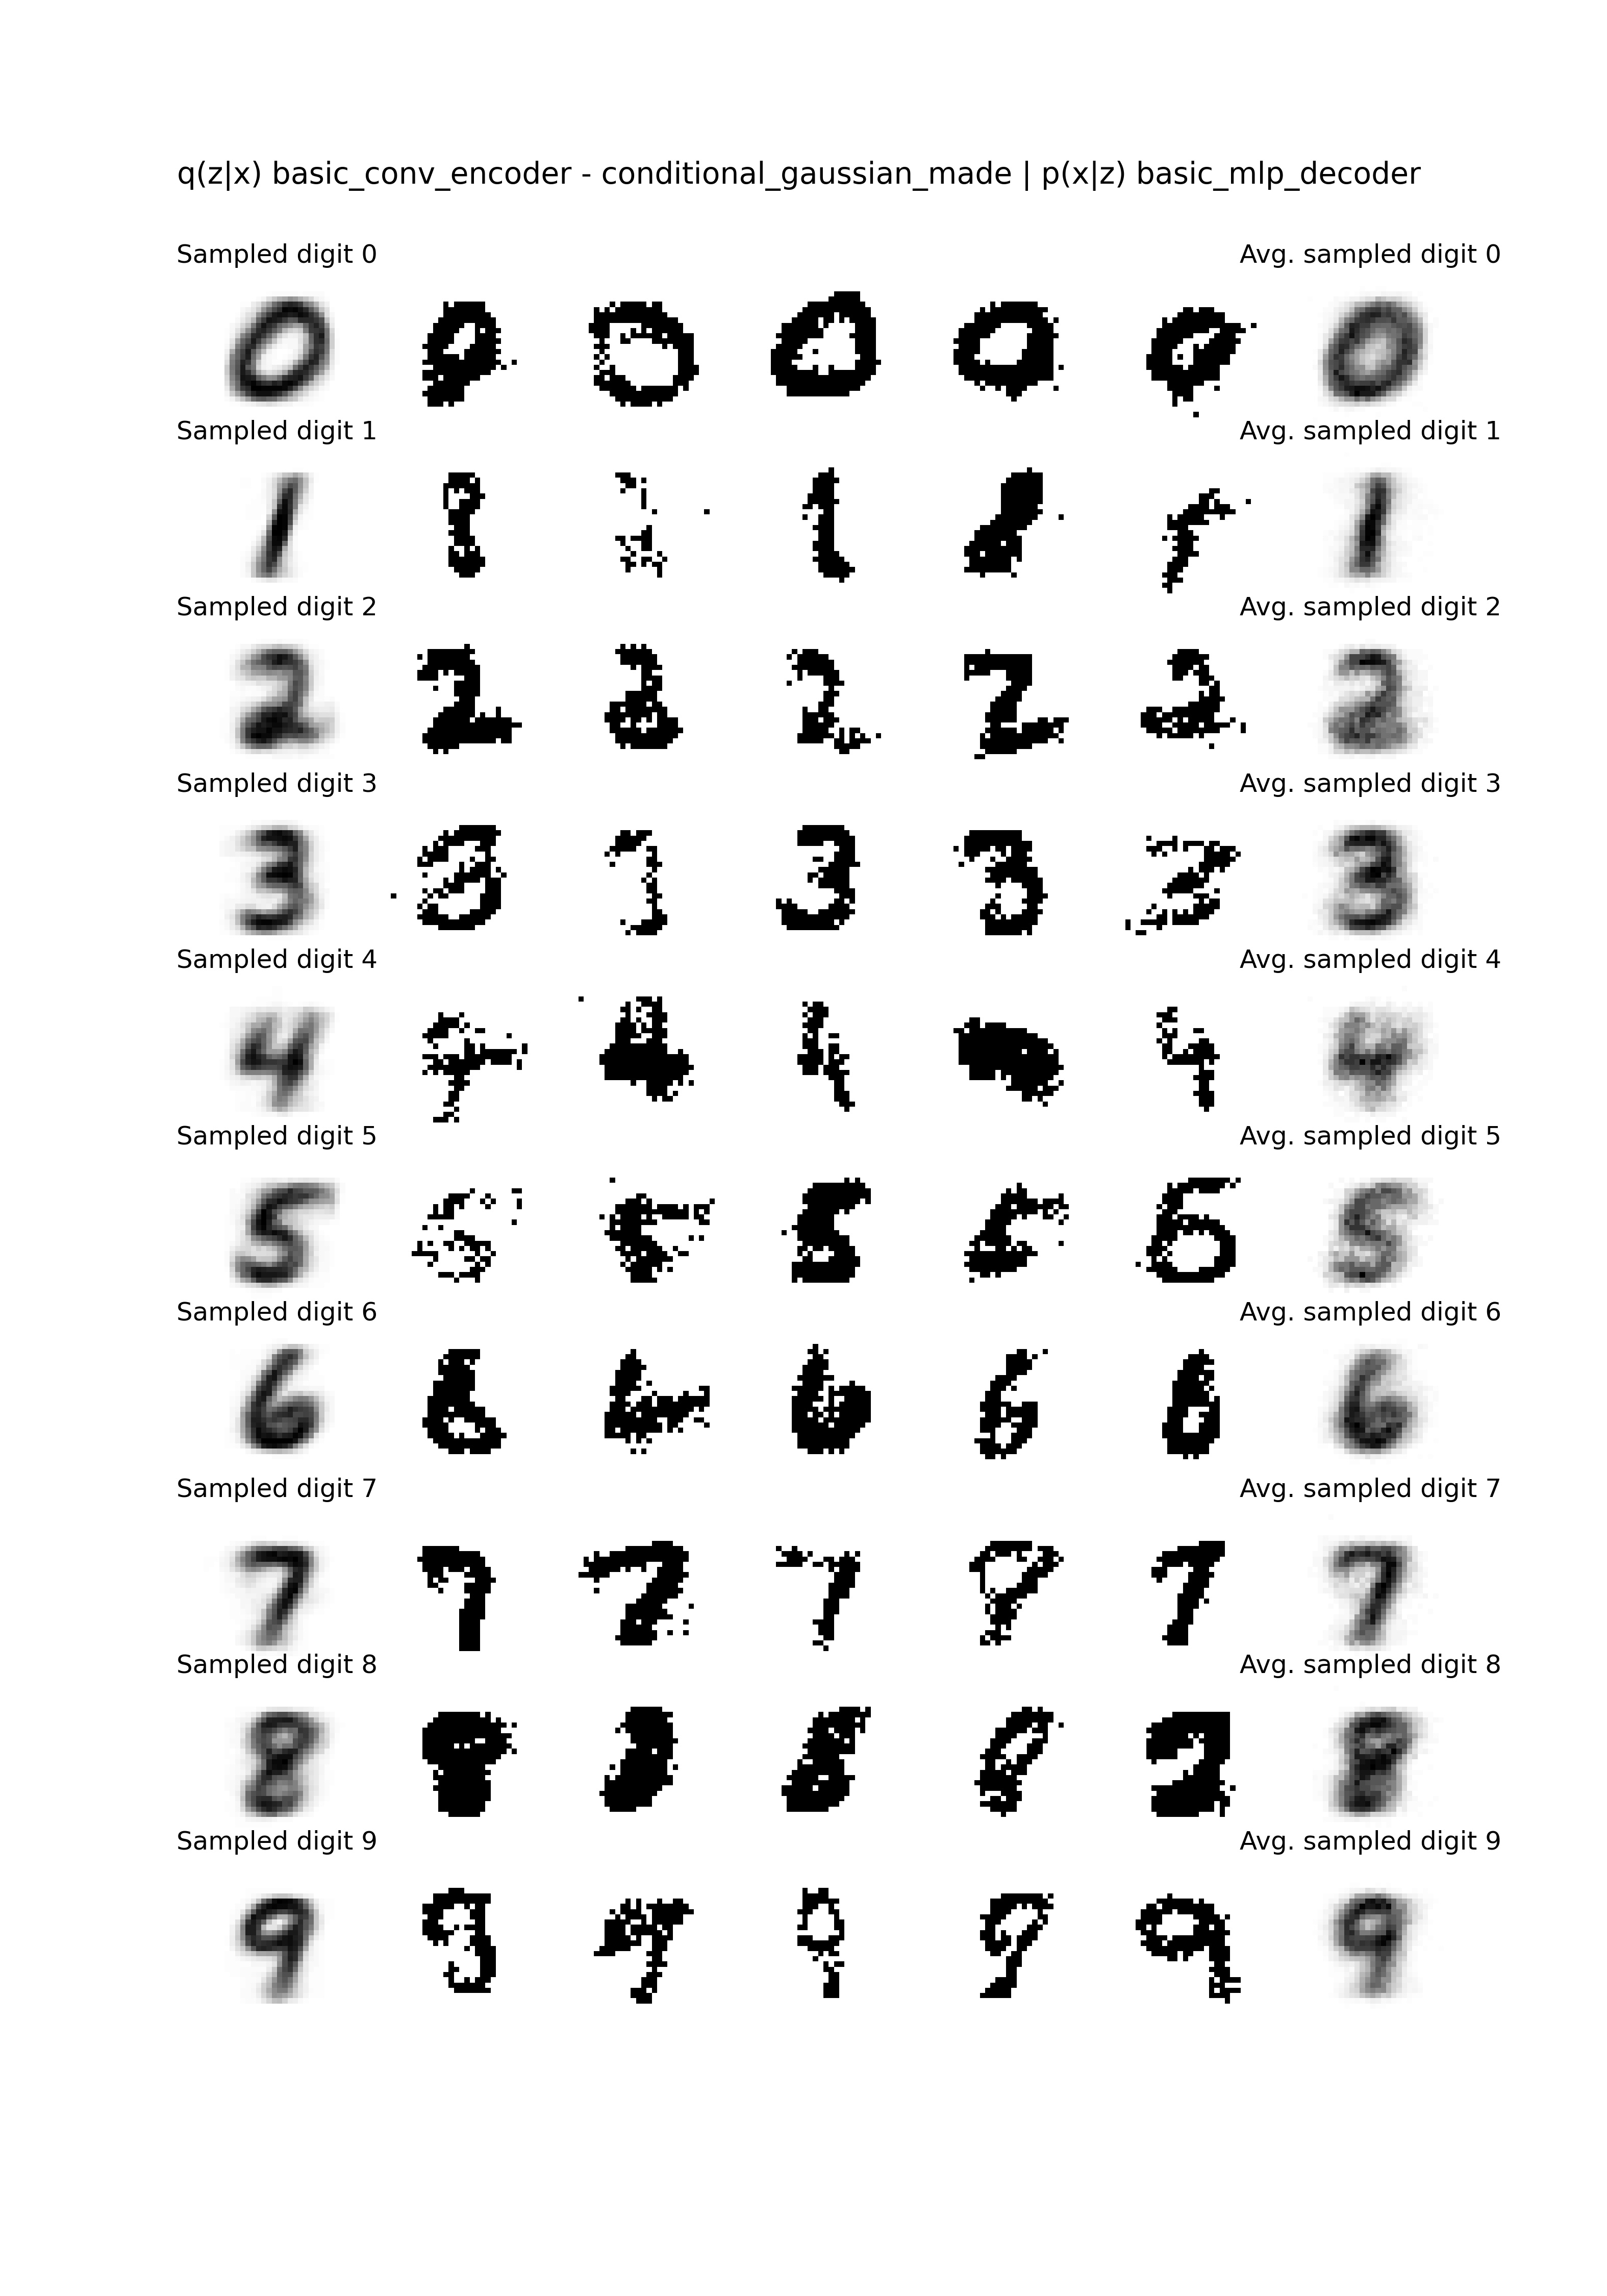 q(z|x) basic_conv_encoder - conditional_gaussian_made | p(x|z) basic_mlp_decoder
Sampled digit 0 Avg. sampled digit 0
Sampled digit 1 Avg. sampled digit 1
Sampled digit 2 Avg. sampled digit 2
Sampled digit 3 Avg. sampled digit 3
Sampled digit 4 Avg. sampled digit 4
Sampled digit 5 Avg. sampled digit 5
Sampled digit 6 Avg. sampled digit 6
Sampled digit 7 Avg. sampled digit 7
Sampled digit 8 Avg. sampled digit 8
Sampled digit 9 Avg. sampled digit 9